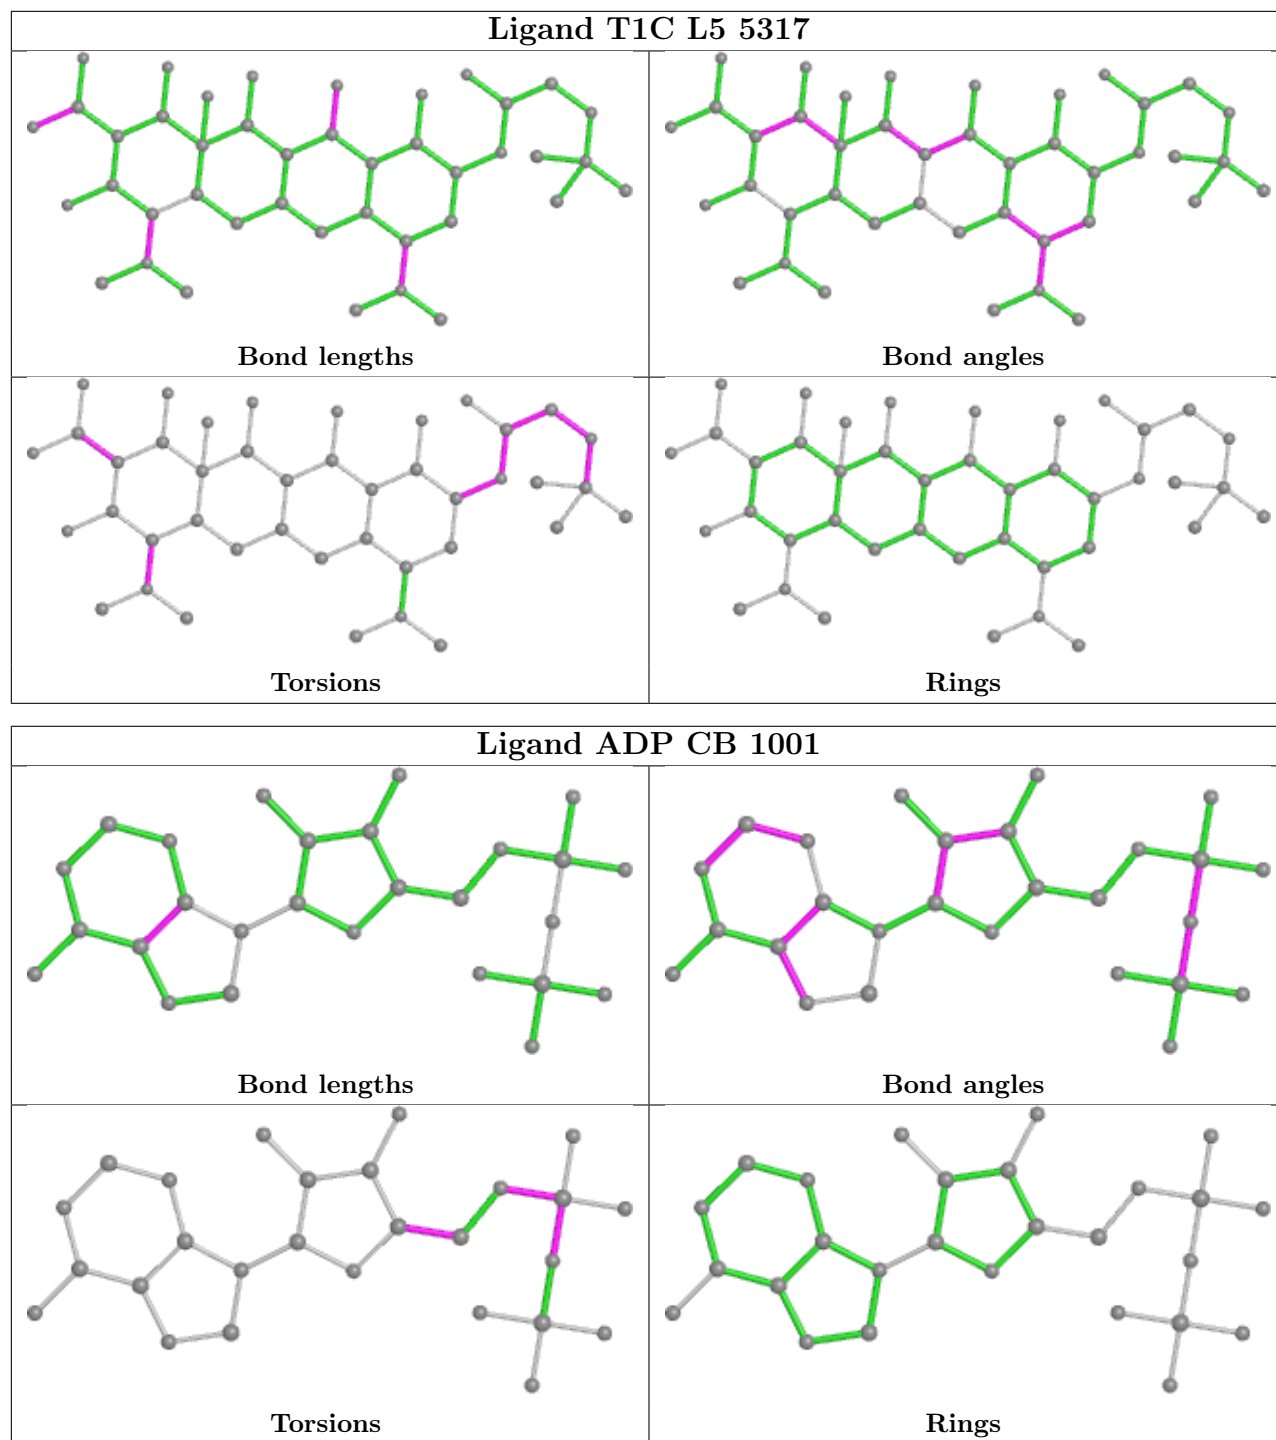 Ligand T1C L5 5317
Bond lengths
Bond angles
Torsions
Rings
Ligand ADP CB 1001
Bond lengths
Bond angles
Torsions
Rings